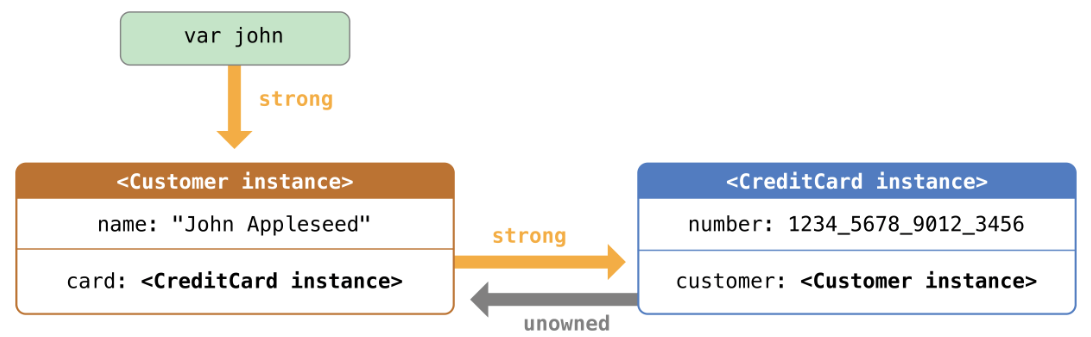 var john
strong
<Customer instance>
name: "John Appleseed"
card: <CreditCard instance>
strong
unowned
<CreditCard instance>
number: 1234_5678_9012_3456
customer: <Customer instance>